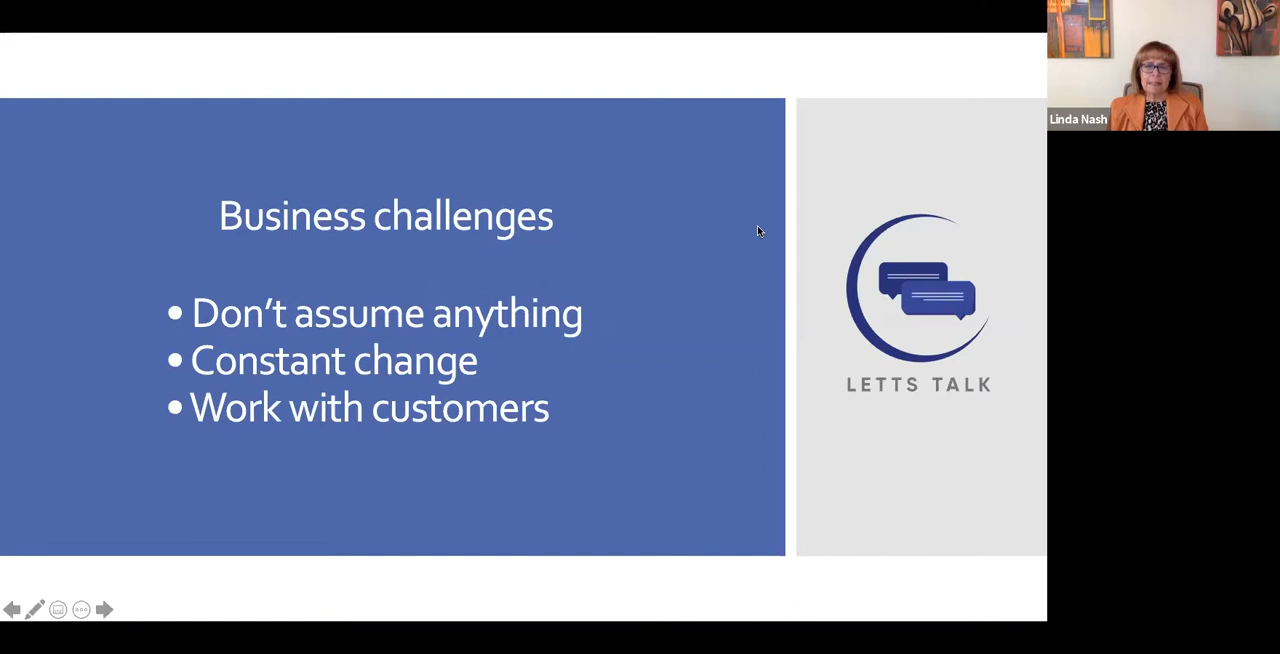 Linda Nash
Business challenges
• Don’t assume anything
• Constant change
• Work with customers
LETTS TALK